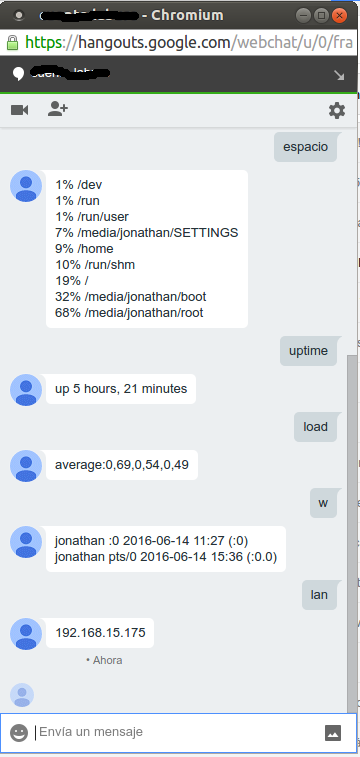 - Chromium
https://hangouts.google.com/webchat/u/0/fra
espacio
1% /dev
1% /run
1% /run/user
7% /media/jonathan/SETTINGS
9% /home
10% /run/shm
19% /
32% /media/jonathan/boot
68% /media/jonathan/root
uptime
up 5 hours, 21 minutes
load
average:0,69,0,54,0,49
w
jonathan :0 2016-06-14 11:27 (:0)
jonathan pts/0 2016-06-14 15:36 (:0.0)
lan
192.168.15.175
• Ahora
Envía un mensaje